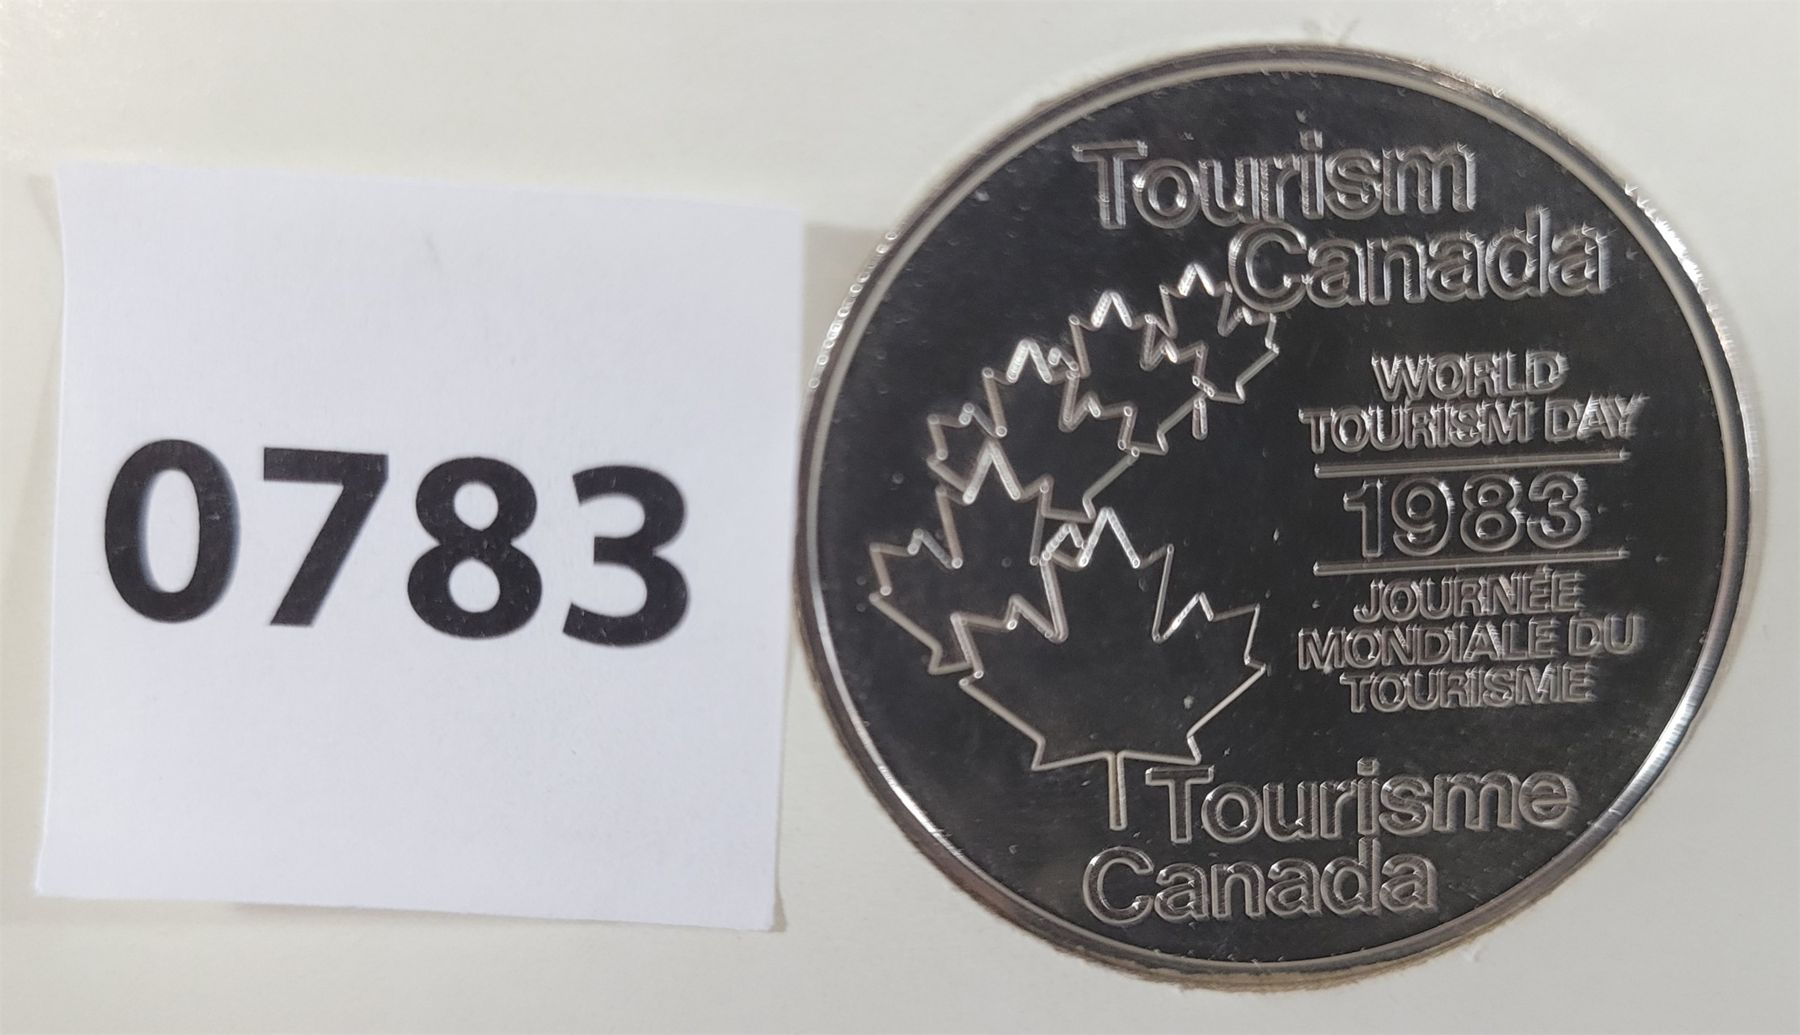 0783
Tourism
Canada
WORLD
TOURISM DAY
1983
JOURNÉE
MONDIALE DU
TOURISME
Tourisme
Canada